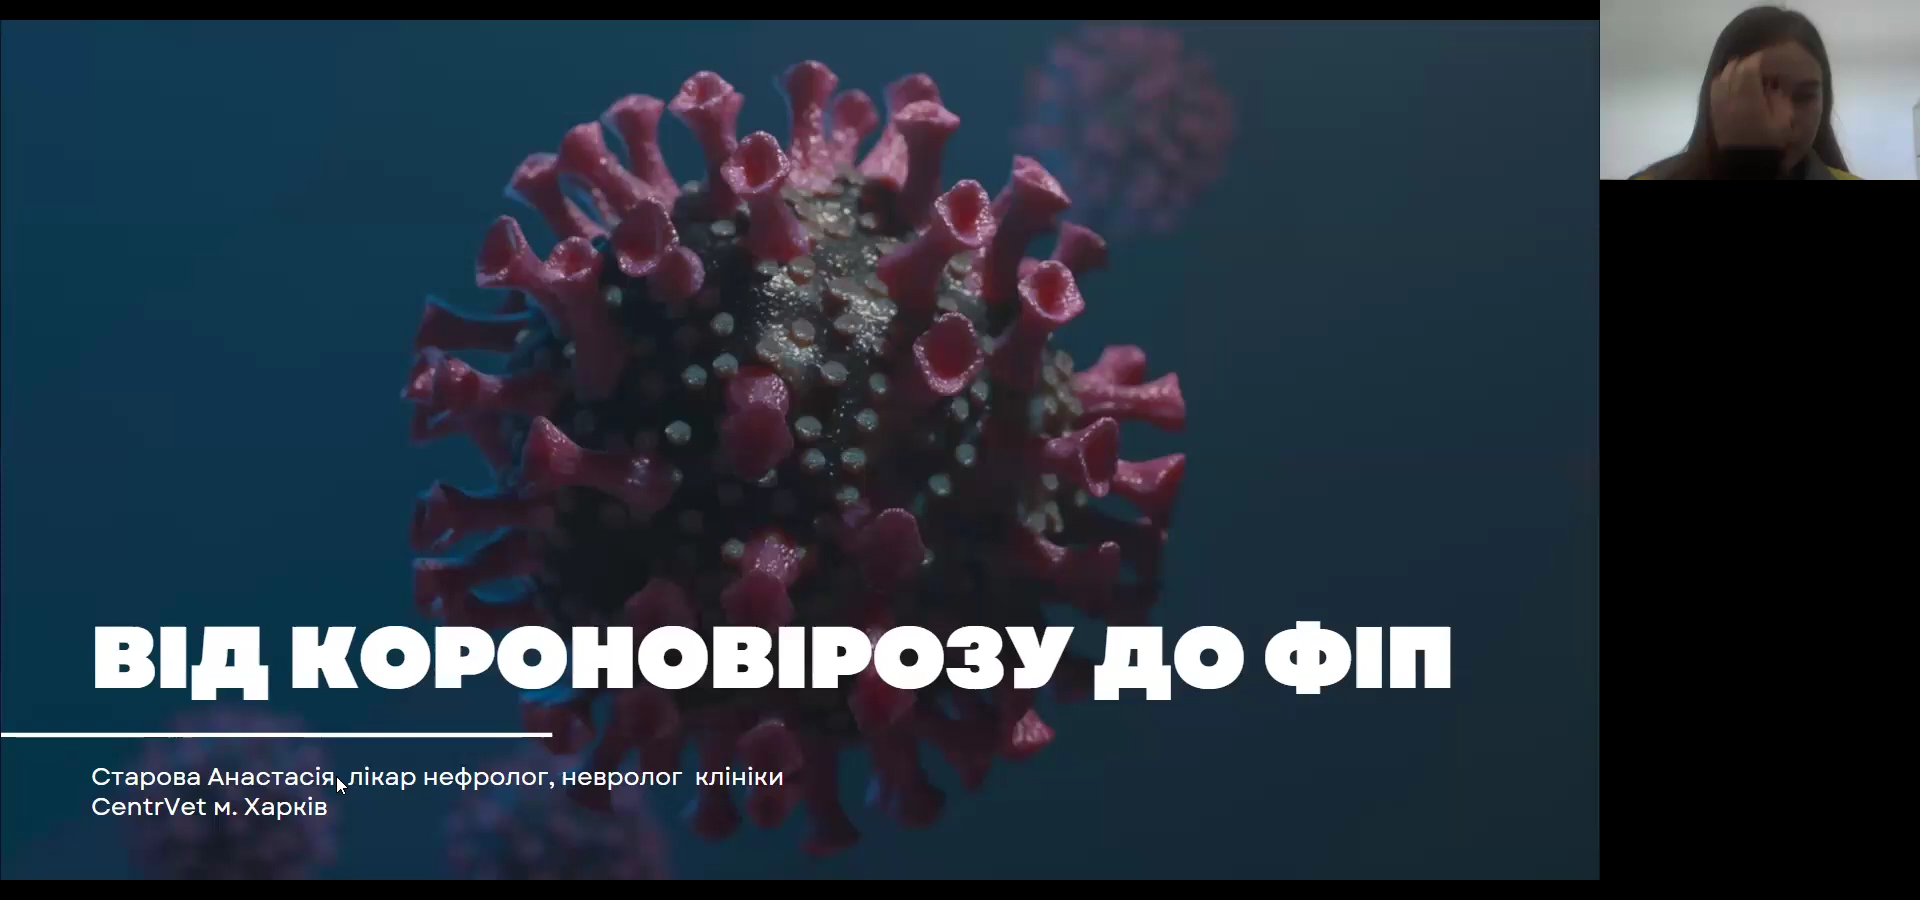 ВІД КОРОНОВІРОЗУ ДО ФІП
Старова Анастасія, лікар нефролог, невролог клініки
CentrVet м. Харків